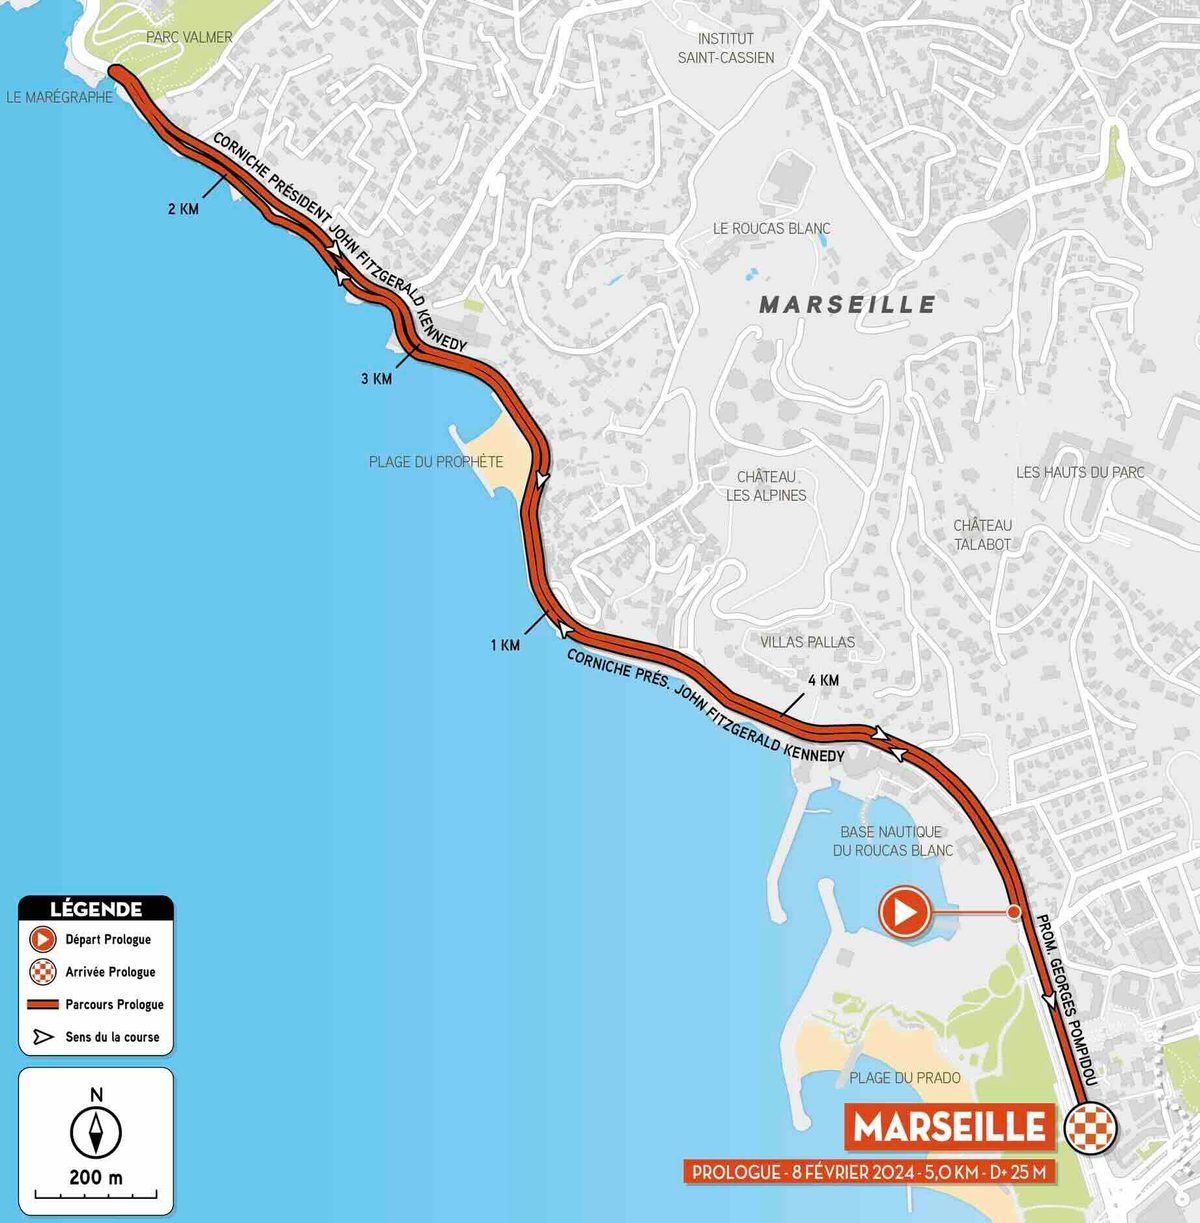 PARC VALMER
INSTITUT
SAINT-CASSIEN
LE MARÉGRAPHE
CORNICHE PRÉSIDENT JOHN FITZGERALD KENNEDY
2 KM
LE ROUCAS BLANC
MARSEILLE
3 KM
PLAGE DU PROPHÈTE
CHÂTEAU
LES ALPINES
LES HAUTS DU PARC
CHÂTEAU
TALABOT
1 KM
VILLAS PALLAS
CORNICHE PRÉS. JOHN FITZGERALD KENNEDY
4 KM
BASE NAUTIQUE
DU ROUCAS BLANC
PROM. GEORGES POMPIDOU
PLAGE DU PRADO
LÉGENDE
Départ Prologue
Arrivée Prologue
Parcours Prologue
Sens du la course
N
200 m
MARSEILLE
PROLOGUE - 8 FÉVRIER 2024 - 5,0 KM - D+ 25 M